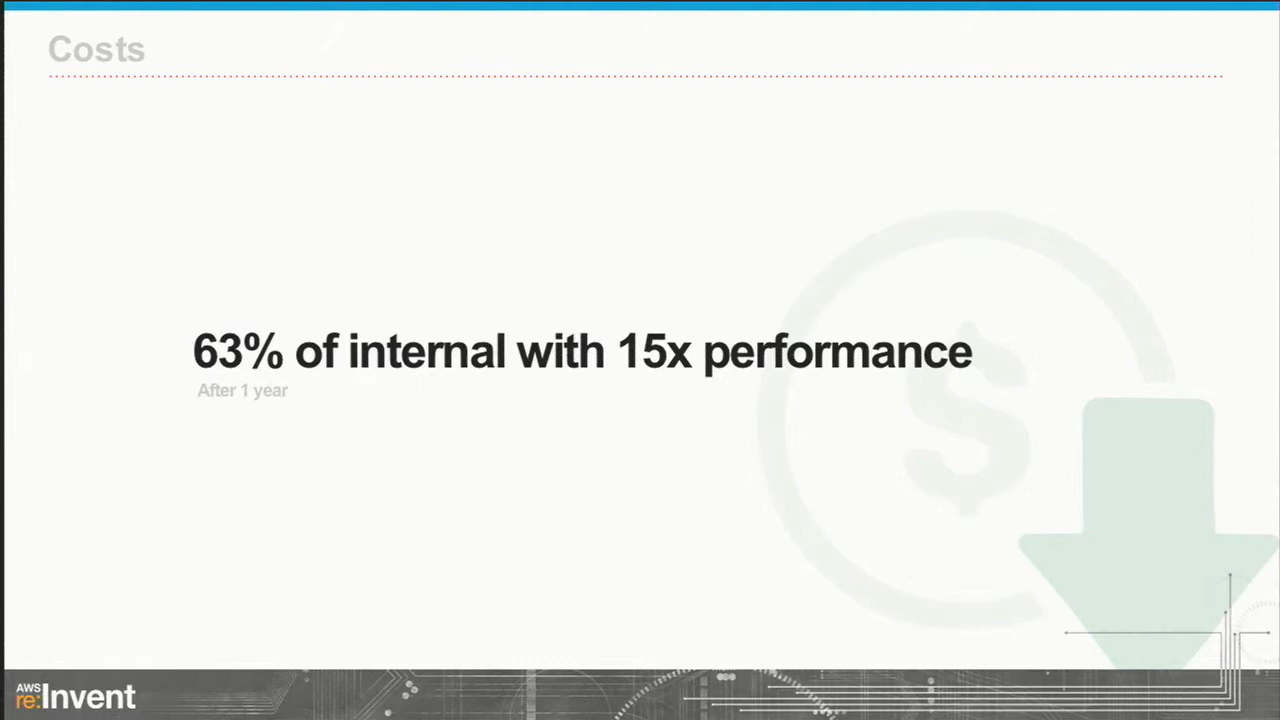 Costs
63% of internal with 15x performance
After 1 year
$
AWS
re:Invent